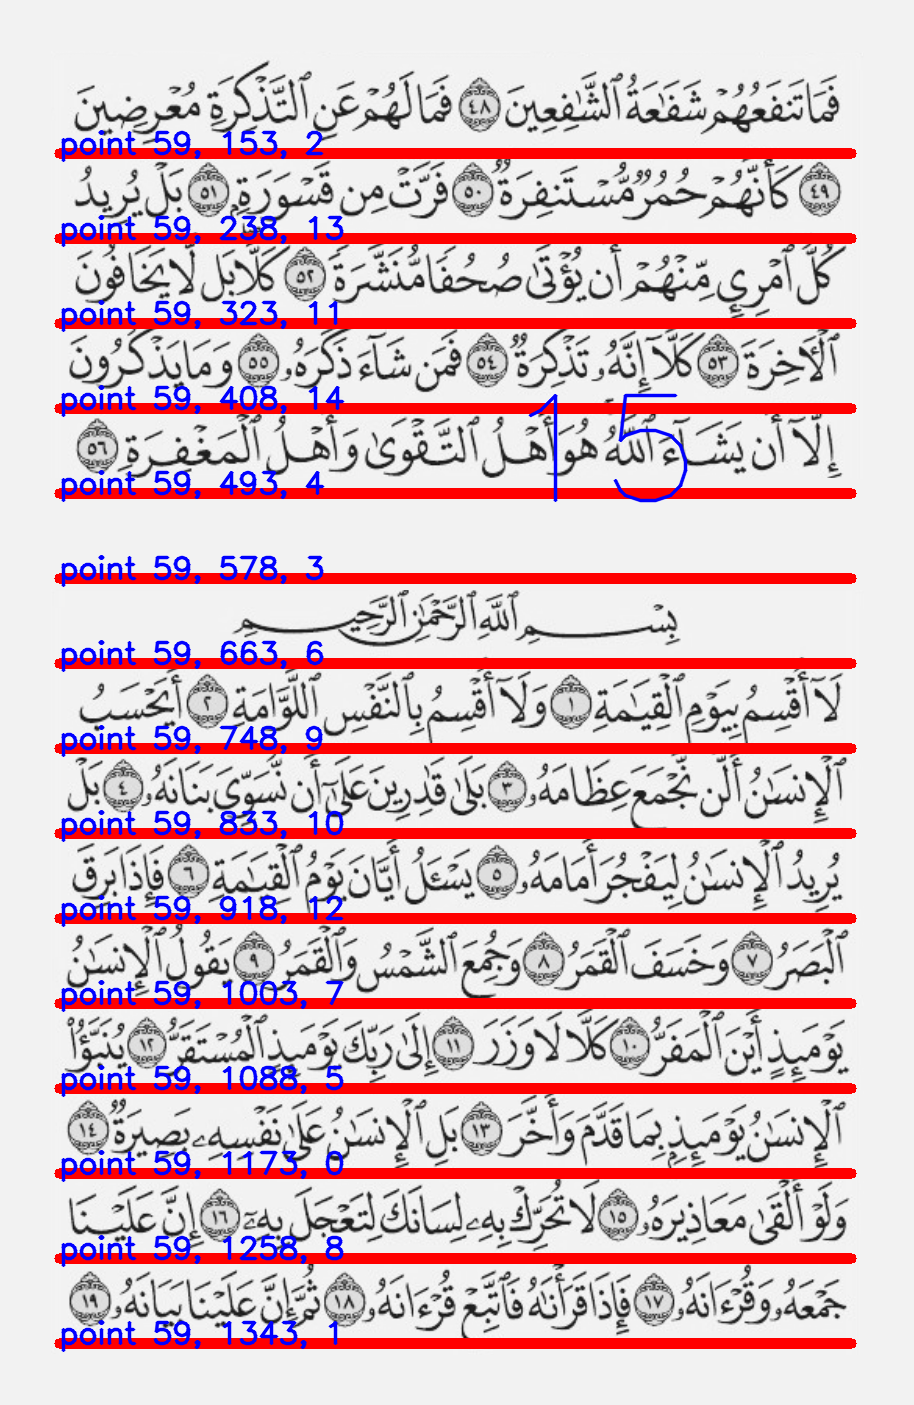 فَمَا تَنفَعُهُمْ شَفَـٰعَةُ ٱلشَّـٰفِعِينَ ٤٨ فَمَا لَهُمْ عَنِ ٱلتَّذْكِرَةِ مُعْرِضِينَ
point 59, 153, 2
٤٩ كَأَنَّهُمْ حُمُرٌ مُّسْتَنفِرَةٌ ٥٠ فَرَّتْ مِن قَسْوَرَةٍۭ ٥١ بَلْ يُرِيدُ
point 59, 238, 13
كُلُّ ٱمْرِئٍ مِّنْهُمْ أَن يُؤْتَىٰ صُحُفًا مُّنَشَّرَةً ٥٢ كَلَّا بَل لَّا يَخَافُونَ
point 59, 323, 11
ٱلْـَٔاخِرَةَ ٥٣ كَلَّآ إِنَّهُۥ تَذْكِرَةٌ ٥٤ فَمَن شَآءَ ذَكَرَهُۥ ٥٥ وَمَا يَذْكُرُونَ
point 59, 408, 14
إِلَّآ أَن يَشَآءَ ٱللَّهُ هُوَ أَهْلُ ٱلتَّقْوَىٰ وَأَهْلُ ٱلْمَغْفِرَةِ ٥٦
15
point 59, 493, 4
point 59, 578, 3
بِسْمِ ٱللَّهِ ٱلرَّحْمَـٰنِ ٱلرَّحِيمِ
point 59, 663, 6
لَآ أُقْسِمُ بِيَوْمِ ٱلْقِيَـٰمَةِ ١ وَلَآ أُقْسِمُ بِٱلنَّفْسِ ٱللَّوَّامَةِ ٢ أَيَحْسَبُ
point 59, 748, 9
ٱلْإِنسَـٰنُ أَلَّن نَّجْمَعَ عِظَامَهُۥ ٣ بَلَىٰ قَـٰدِرِينَ عَلَىٰٓ أَن نُّسَوِّىَ بَنَانَهُۥ ٤ بَلْ
point 59, 833, 10
يُرِيدُ ٱلْإِنسَـٰنُ لِيَفْجُرَ أَمَامَهُۥ ٥ يَسْـَٔلُ أَيَّانَ يَوْمُ ٱلْقِيَـٰمَةِ ٦ فَإِذَا بَرِقَ
point 59, 918, 12
ٱلْبَصَرُ ٧ وَخَسَفَ ٱلْقَمَرُ ٨ وَجُمِعَ ٱلشَّمْسُ وَٱلْقَمَرُ ٩ يَقُولُ ٱلْإِنسَـٰنُ
point 59, 1003, 7
يَوْمَئِذٍ أَيْنَ ٱلْمَفَرُّ ١٠ كَلَّا لَا وَزَرَ ١١ إِلَىٰ رَبِّكَ يَوْمَئِذٍ ٱلْمُسْتَقَرُّ ١٢ يُنَبَّؤُا۟
point 59, 1088, 5
ٱلْإِنسَـٰنُ يَوْمَئِذٍۭ بِمَا قَدَّمَ وَأَخَّرَ ١٣ بَلِ ٱلْإِنسَـٰنُ عَلَىٰ نَفْسِهِۦ بَصِيرَةٌ ١٤
point 59, 1173, 0
وَلَوْ أَلْقَىٰ مَعَاذِيرَهُۥ ١٥ لَا تُحَرِّكْ بِهِۦ لِسَانَكَ لِتَعْجَلَ بِهِۦٓ ١٦ إِنَّ عَلَيْنَا
point 59, 1258, 8
جَمْعَهُۥ وَقُرْءَانَهُۥ ١٧ فَإِذَا قَرَأْنَـٰهُ فَٱتَّبِعْ قُرْءَانَهُۥ ١٨ ثُمَّ إِنَّ عَلَيْنَا بَيَانَهُۥ ١٩
point 59, 1343, 1